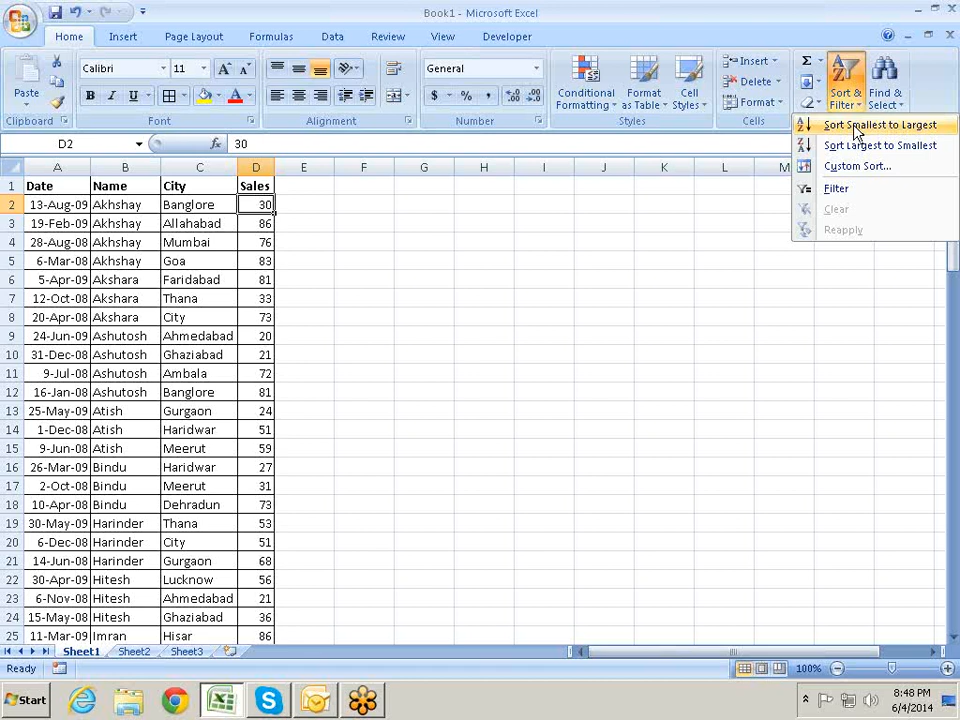 Book1 - Microsoft Excel
Home Insert Page Layout Formulas Data Review View Developer
Paste
Calibri 11
B I U
General
$ % ,
Conditional Formatting
Format as Table
Cell Styles
Insert
Delete
Format
Σ
Sort & Filter
Find & Select
Clipboard Font Alignment Number Styles Cells
Sort Smallest to Largest
Sort Largest to Smallest
Custom Sort...
Filter
Clear
Reapply
D2 fx 30
A B C D E F G H I J K L M
1 Date Name City Sales
2 13-Aug-09 Akhshay Banglore 30
3 19-Feb-09 Akhshay Allahabad 86
4 28-Aug-08 Akhshay Mumbai 76
5 6-Mar-08 Akhshay Goa 83
6 5-Apr-09 Akshara Faridabad 81
7 12-Oct-08 Akshara Thana 33
8 20-Apr-08 Akshara City 73
9 24-Jun-09 Ashutosh Ahmedabad 20
10 31-Dec-08 Ashutosh Ghaziabad 21
11 9-Jul-08 Ashutosh Ambala 72
12 16-Jan-08 Ashutosh Banglore 81
13 25-May-09 Atish Gurgaon 24
14 1-Dec-08 Atish Haridwar 51
15 9-Jun-08 Atish Meerut 59
16 26-Mar-09 Bindu Haridwar 27
17 2-Oct-08 Bindu Meerut 31
18 10-Apr-08 Bindu Dehradun 73
19 30-May-09 Harinder Thana 53
20 6-Dec-08 Harinder City 51
21 14-Jun-08 Harinder Gurgaon 68
22 30-Apr-09 Hitesh Lucknow 56
23 6-Nov-08 Hitesh Ahmedabad 21
24 15-May-08 Hitesh Ghaziabad 36
25 11-Mar-09 Imran Hisar 86
Sheet1 Sheet2 Sheet3
Ready 100%
Start
8:48 PM
6/4/2014